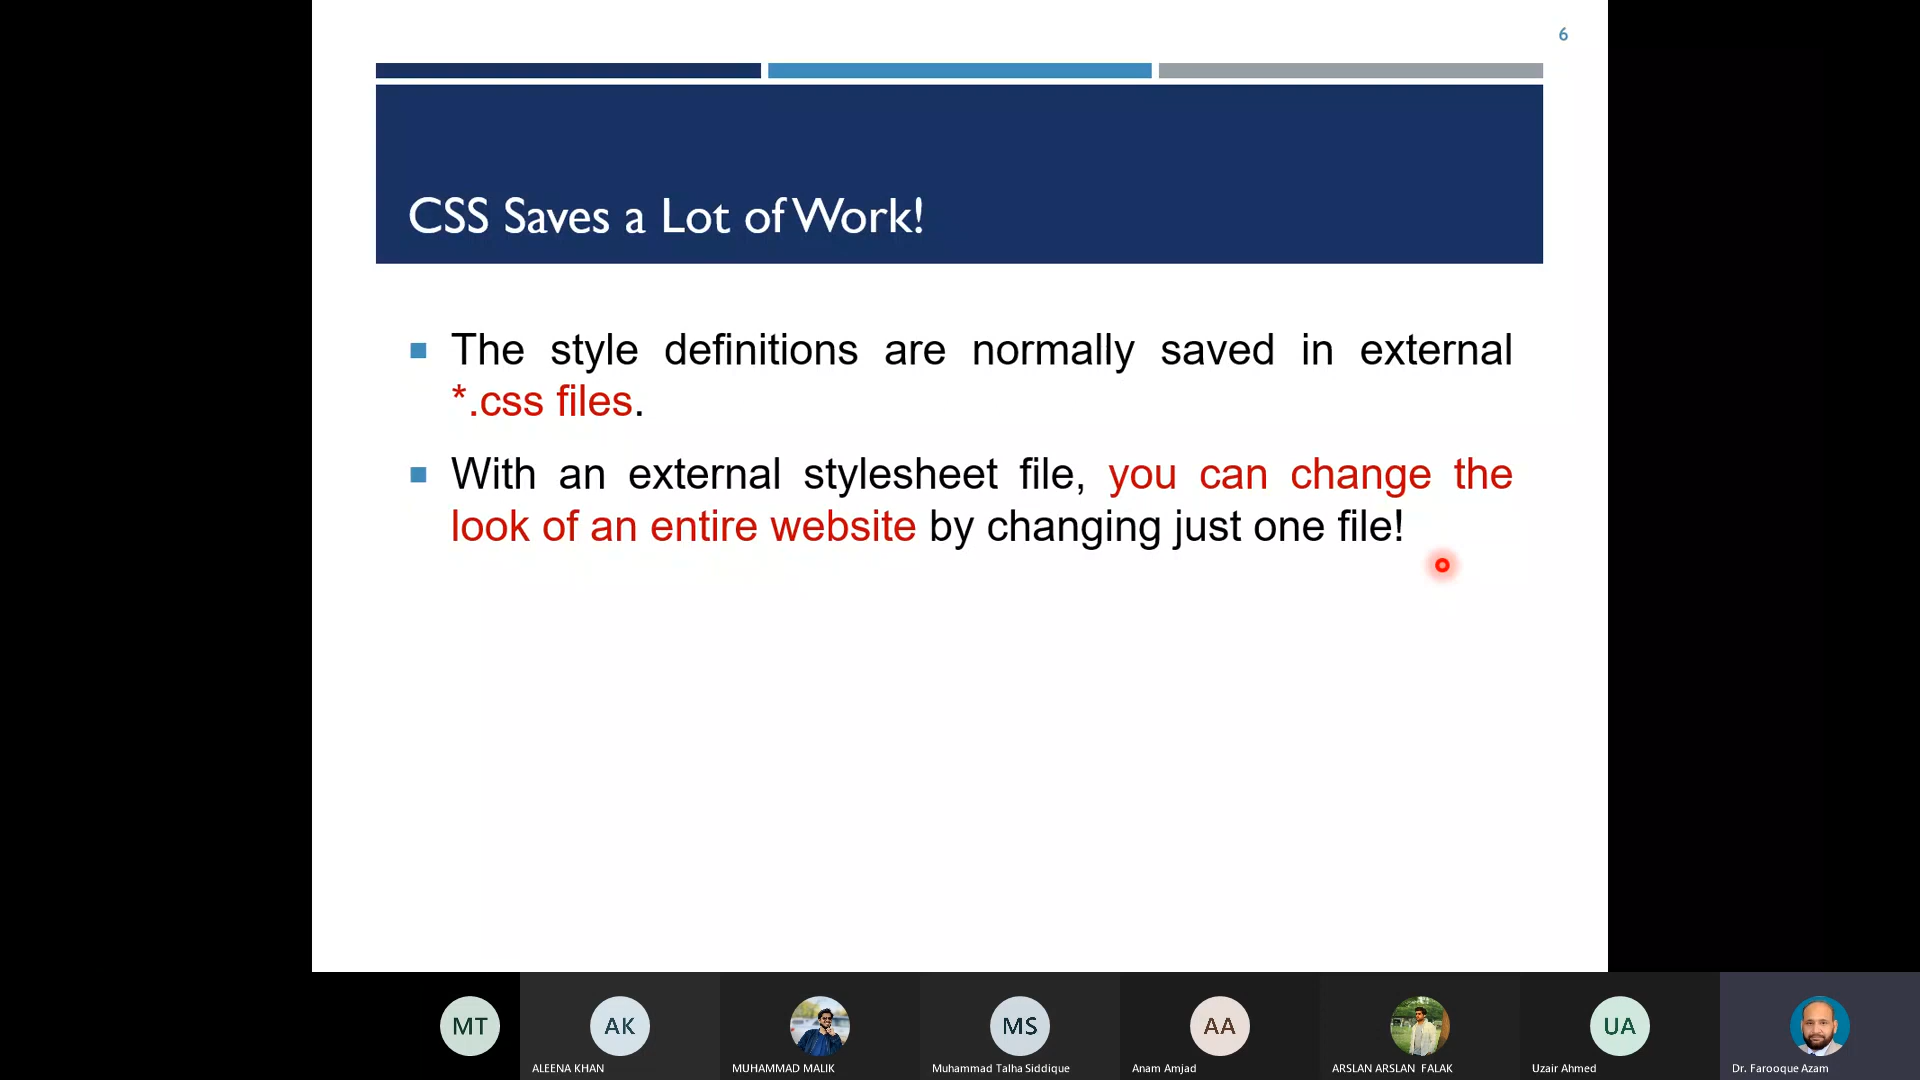 6
CSS Saves a Lot of Work!
The style definitions are normally saved in external
*.css files.
With an external stylesheet file, you can change the
look of an entire website by changing just one file!
MT
AK
MS
AA
UA
ALEENA KHAN
MUHAMMAD MALIK
Muhammad Talha Siddique
Anam Amjad
ARSLAN ARSLAN FALAK
Uzair Ahmed
Dr. Farooque Azam